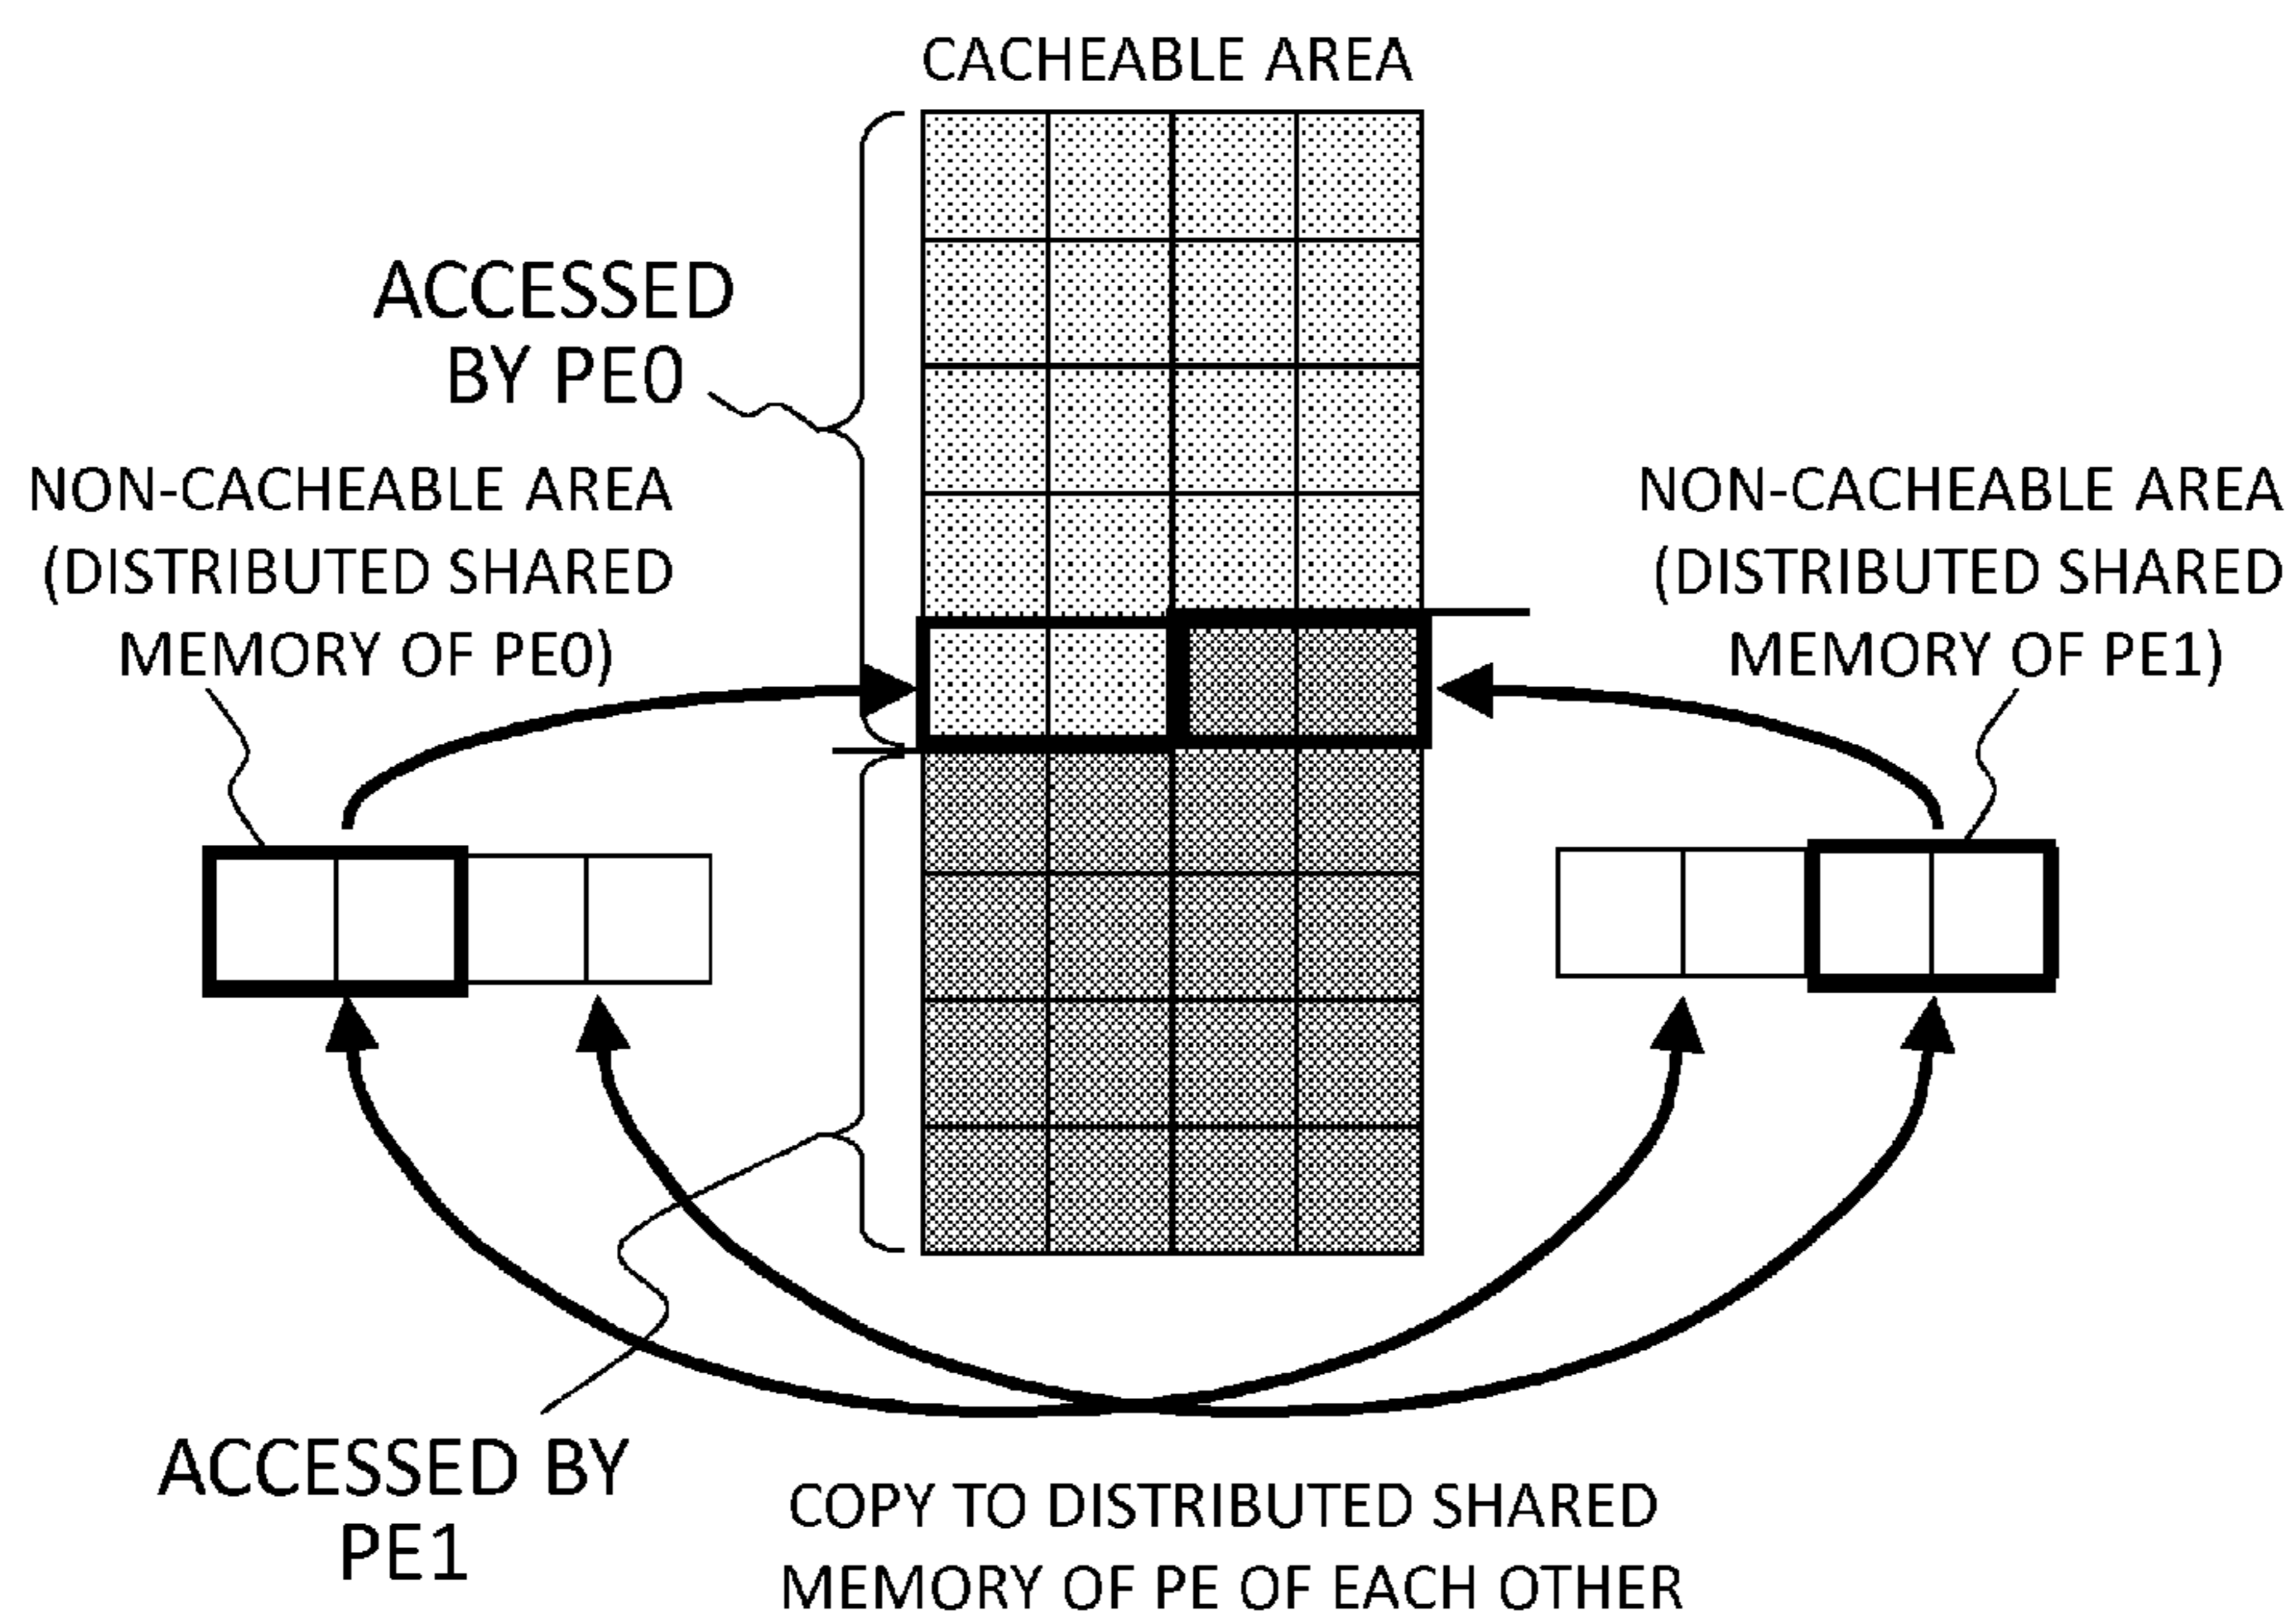 CACHEABLE AREA
ACCESSED
BY PE0
NON-CACHEABLE AREA
(DISTRIBUTED SHARED
MEMORY OF PE0)
NON-CACHEABLE AREA
(DISTRIBUTED SHARED
MEMORY OF PE1)
ACCESSED BY
PE1
COPY TO DISTRIBUTED SHARED
MEMORY OF PE OF EACH OTHER